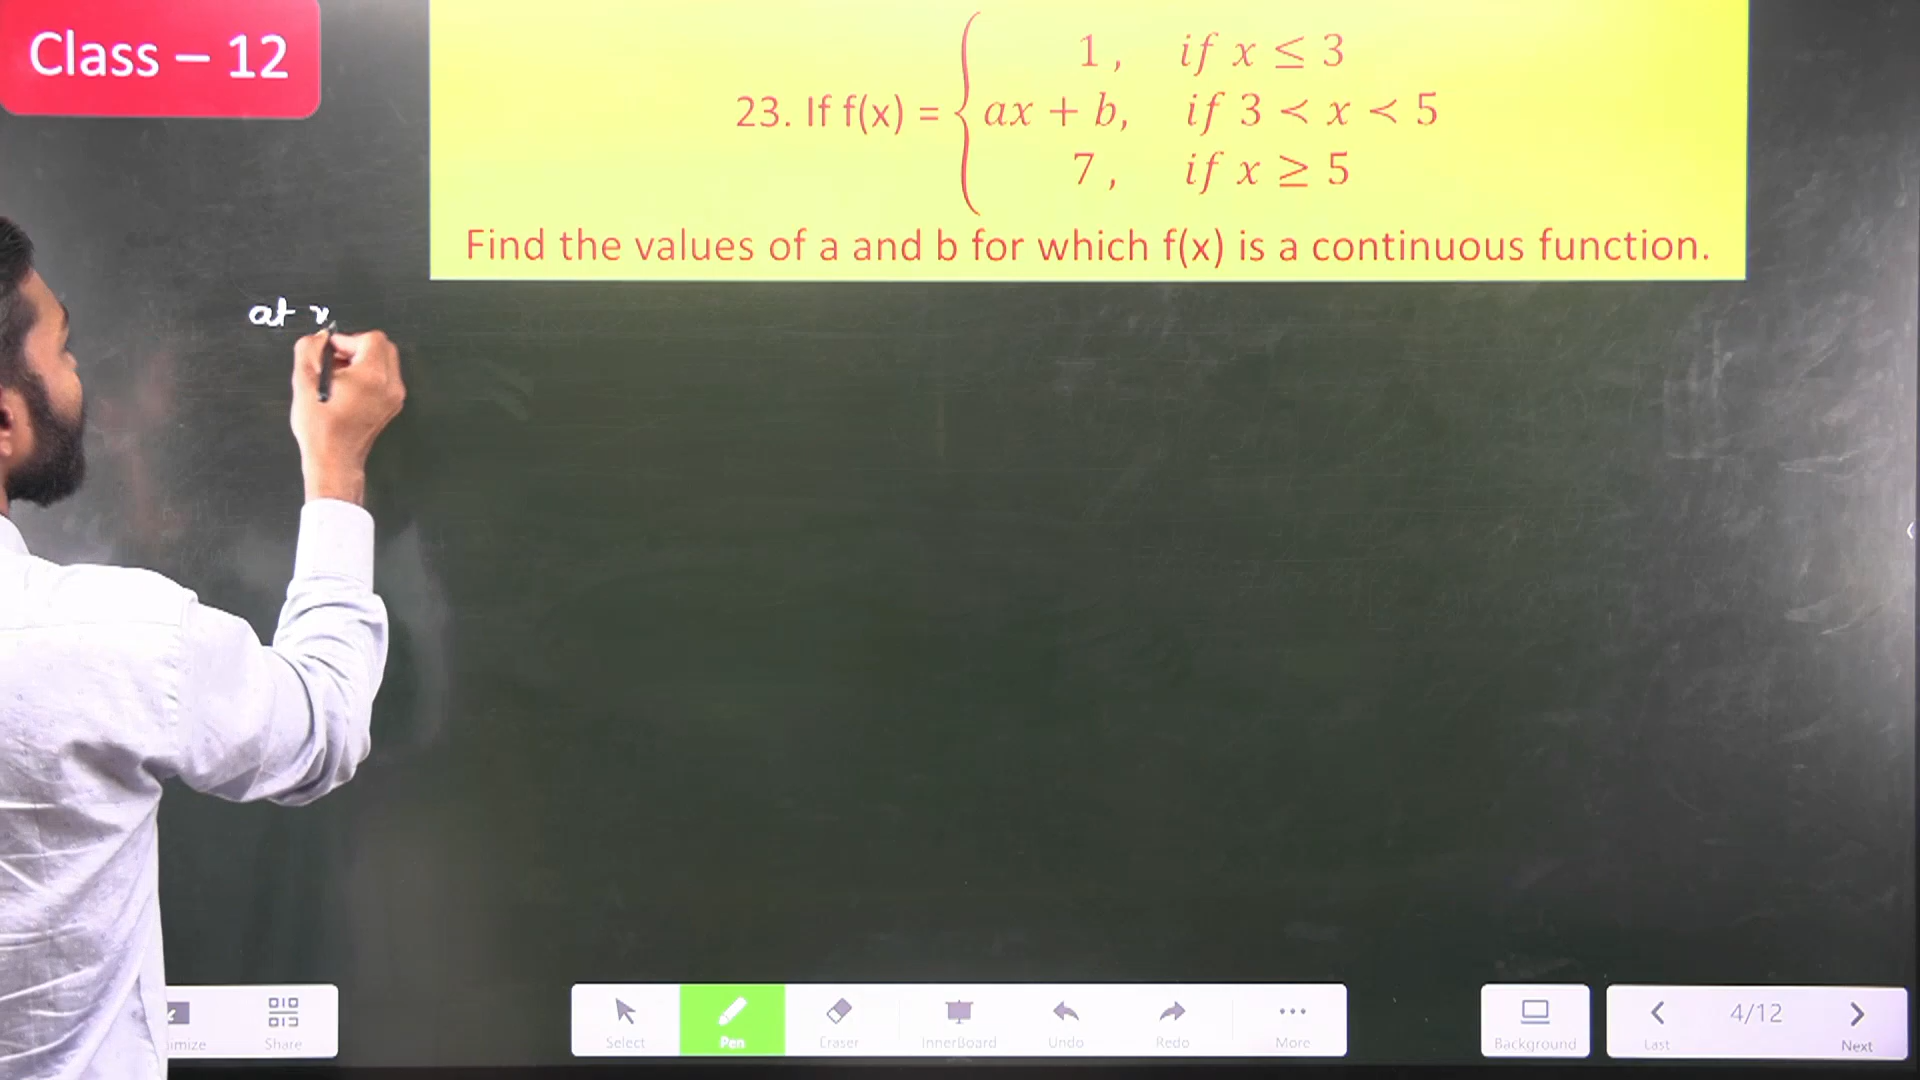 Class – 12
1 , if x ≤ 3
23. If f(x) = { ax + b, if 3 < x < 5
7 , if x ≥ 5
Find the values of a and b for which f(x) is a continuous function.
at x
imize
Share
Select
Pen
Eraser
InnerBoard
Undo
Redo
More
Background
Last
4/12
Next